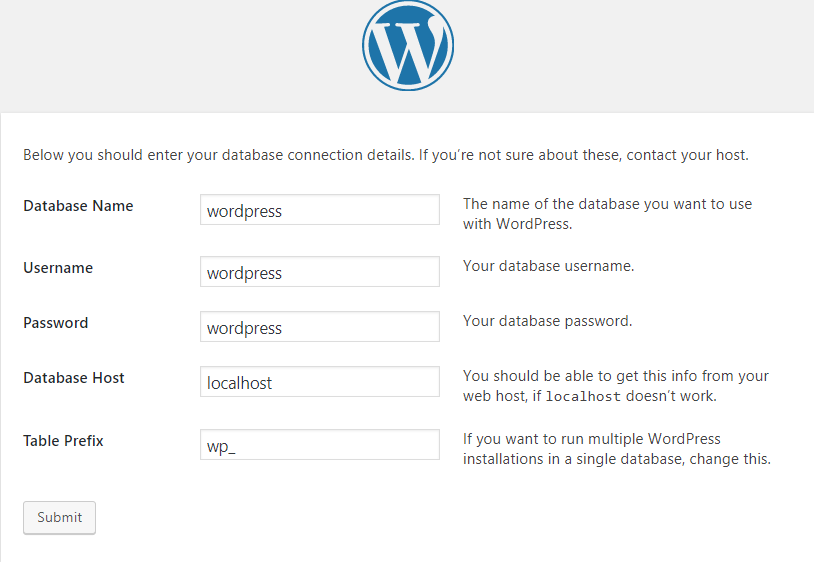 W
Below you should enter your database connection details. If you’re not sure about these, contact your host.
Database Name
wordpress
The name of the database you want to use
with WordPress.
Username
wordpress
Your database username.
Password
wordpress
Your database password.
Database Host
localhost
You should be able to get this info from your
web host, if localhost doesn’t work.
Table Prefix
wp_
If you want to run multiple WordPress
installations in a single database, change this.
Submit